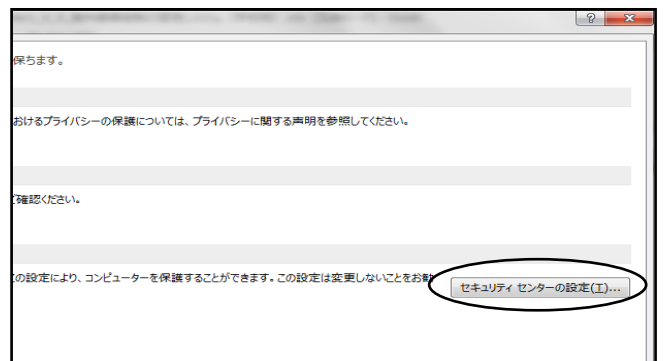 保ちます。
おけるプライバシーの保護については、プライバシーに関する声明を参照してください。
ご確認ください。
の設定により、コンピューターを保護することができます。この設定は変更しないことをお勧
セキュリティ センターの設定(T)...